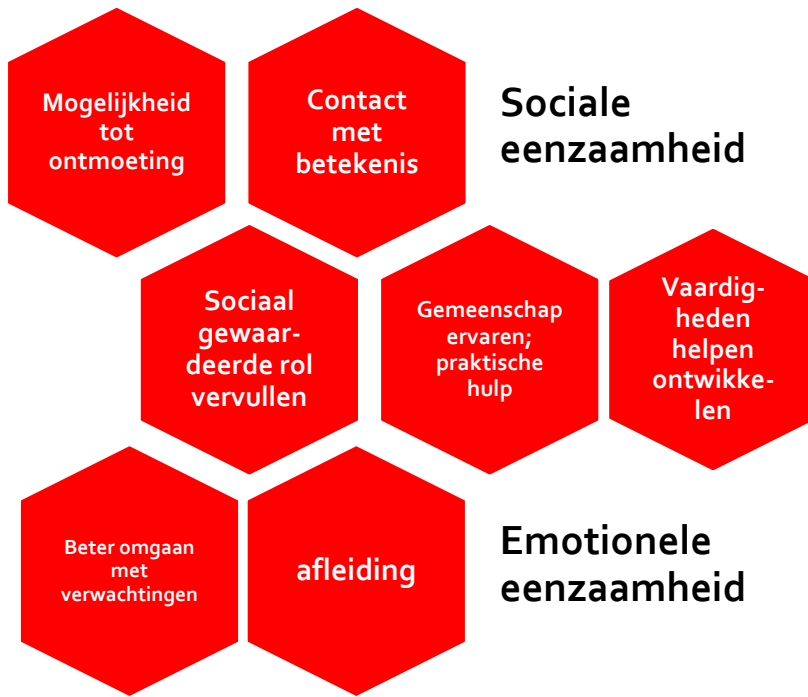 Mogelijkheid
tot
ontmoeting
Contact
met
betekenis
Sociale
eenzaamheid
Sociaal
gewaar-
deerde rol
vervullen
Gemeenschap
ervaren;
praktische
hulp
Vaardig-
heden
helpen
ontwikke-
len
Beter omgaan
met
verwachtingen
afleiding
Emotionele
eenzaamheid